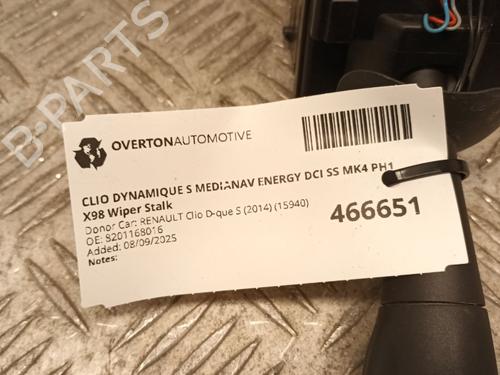 B-PARTS
OVERTONAUTOMOTIVE
CLIO DYNAMIQUE S MEDIANAV ENERGY DCI SS MK4 PH1
X98 Wiper Stalk
Donor Car: RENAULT Clio D-que S (2014) (15940)
OE: 8201168016
Added: 08/09/2025
Notes:
466651